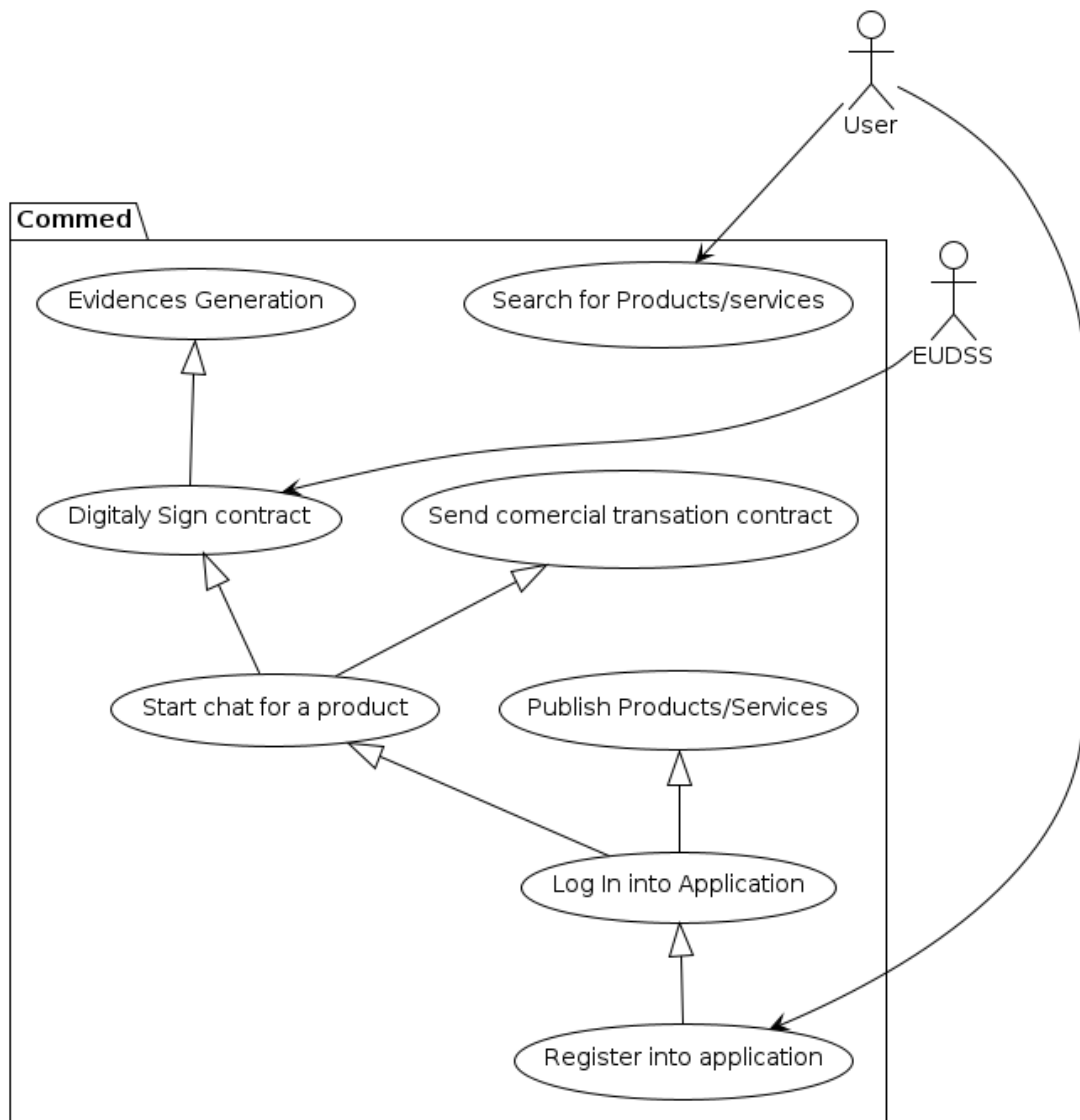 User
Commed
EUDSS
Evidences Generation
Search for Products/services
Digitaly Sign contract
Send comercial transation contract
Start chat for a product
Publish Products/Services
Log In into Application
Register into application